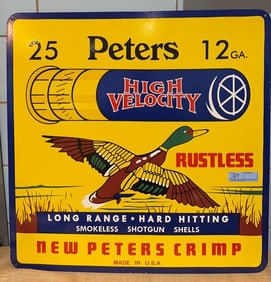 25 Peters 12 GA.
HIGH
VELOCITY
RUSTLESS
LONG RANGE • HARD HITTING
SMOKELESS SHOTGUN SHELLS
NEW PETERS CRIMP
MADE IN U.S.A